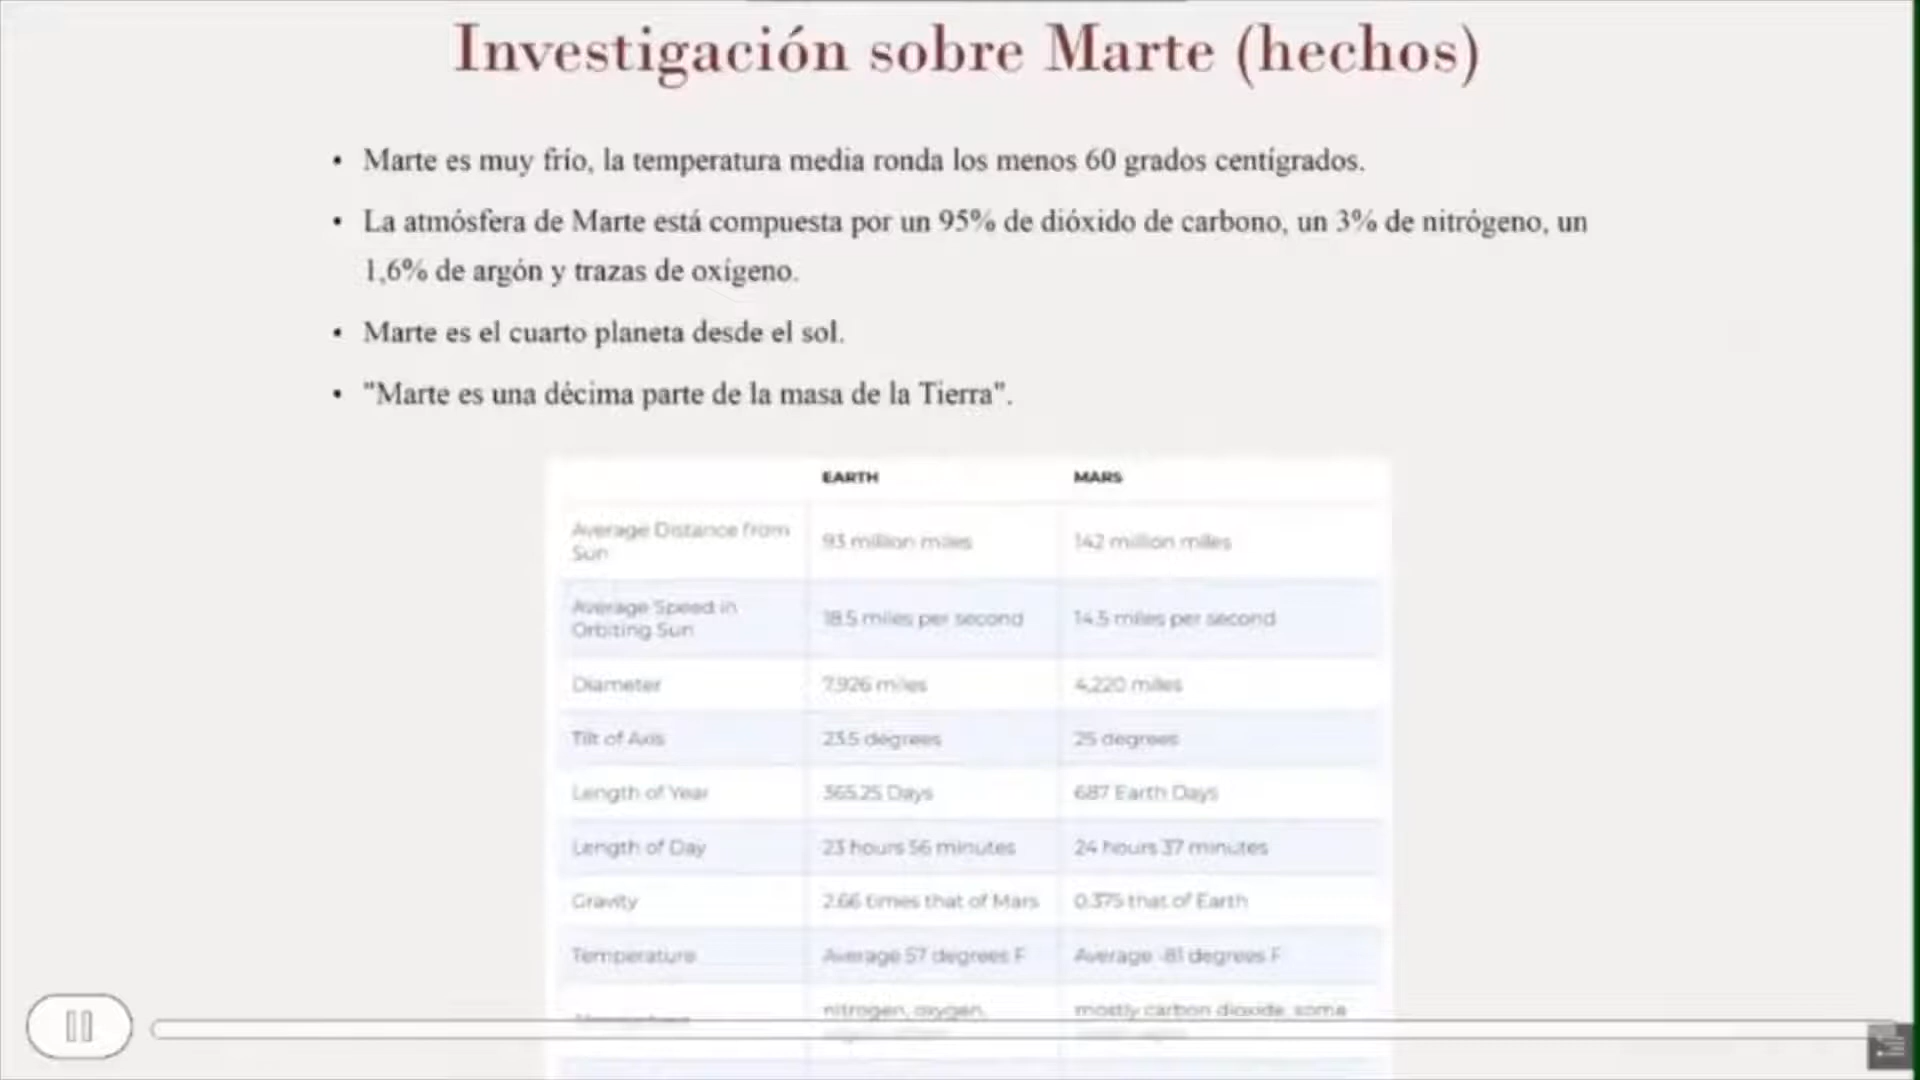 Investigación sobre Marte (hechos)
• Marte es muy frío, la temperatura media ronda los menos 60 grados centígrados.
• La atmósfera de Marte está compuesta por un 95% de dióxido de carbono, un 3% de nitrógeno, un
1,6% de argón y trazas de oxígeno.
• Marte es el cuarto planeta desde el sol.
• "Marte es una décima parte de la masa de la Tierra".
EARTH MARS
Average Distance from
Sun
93 million miles 142 million miles
Average Speed in
Orbiting Sun
18.5 miles per second 14.5 miles per second
Diameter 7,926 miles 4,220 miles
Tilt of Axis 23.5 degrees 25 degrees
Length of Year 365.25 Days 687 Earth Days
Length of Day 23 hours 56 minutes 24 hours 37 minutes
Gravity 2.66 times that of Mars 0.375 that of Earth
Temperature Average 57 degrees F Average -81 degrees F
nitrogen, oxygen, mostly carbon dioxide, some